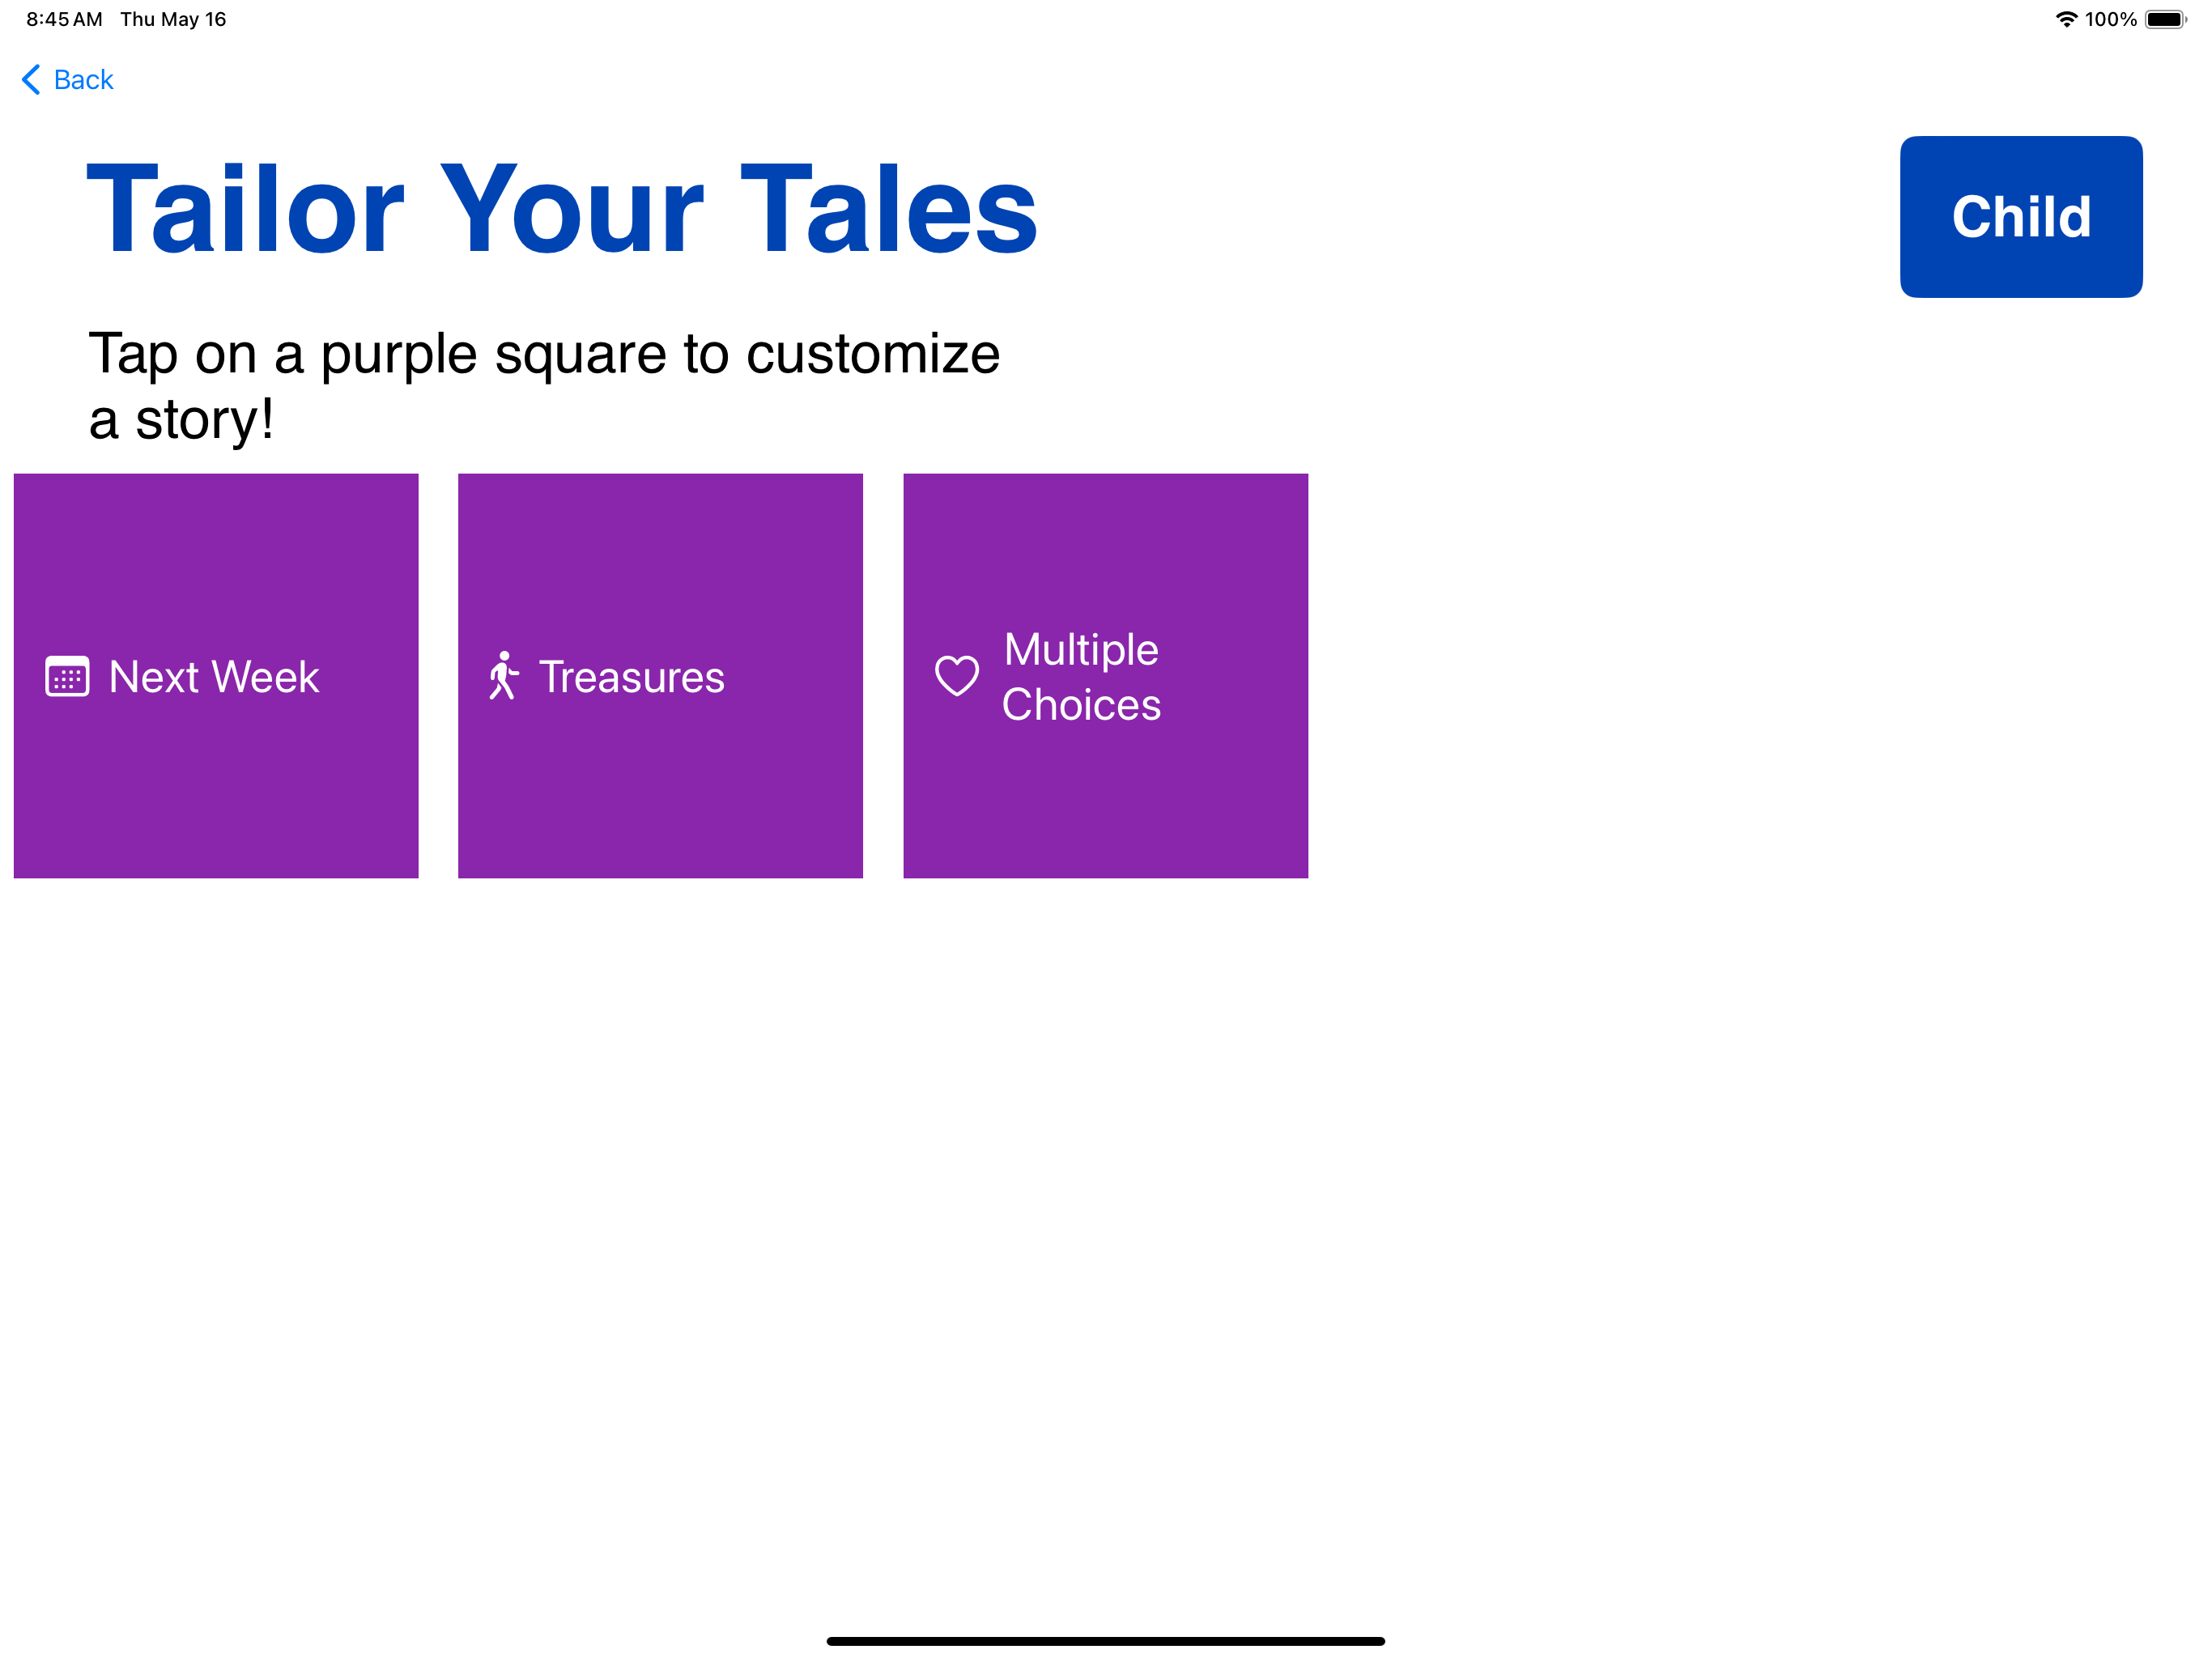 8:45 AM Thu May 16
100%
Back
Tailor Your Tales
Child
Tap on a purple square to customize
a story!
Next Week
Treasures
Multiple
Choices